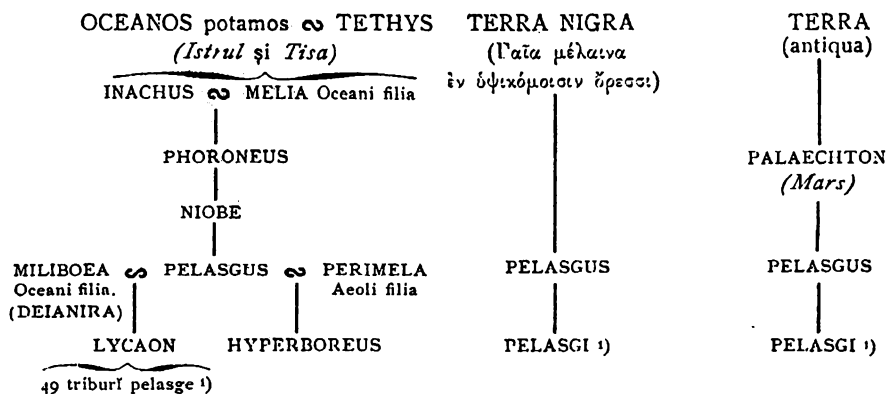 OCEANOS potamos ∾ TETHYS TERRA NIGRA TERRA
(Istrul și Tisa) (Γαῖα μέλαινα (antiqua)
INACHUS ∾ MELIA Oceani filia ἐν ὑψικόμοισιν ὄρεσσι)
PHORONEUS PALAECHTON
(Mars)
NIOBE
MILIBOEA ∾ PELASGUS ∾ PERIMELA PELASGUS PELASGUS
Oceani filia. Aeoli filia
(DEIANIRA)
LYCAON HYPERBOREUS PELASGI ¹) PELASGI ¹)
49 triburĭ pelasge ¹)